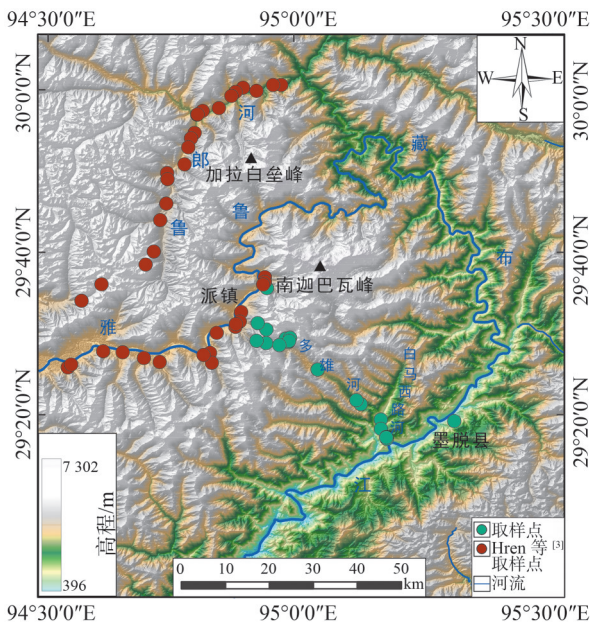 94°30′0″E 95°0′0″E 95°30′0″E
N
W E
S
30°0′0″N 30°0′0″N
河
藏
郎
加拉白垒峰
鲁
鲁
29°40′0″N 29°40′0″N
布
南迦巴瓦峰
派镇
雅
多
雄
河
白
马
西
路
河
29°20′0″N 29°20′0″N
墨脱县
江
7 302
高程/m
396
取样点
Hren 等[3]
取样点
河流
0 10 20 30 40 50
km
94°30′0″E 95°0′0″E 95°30′0″E